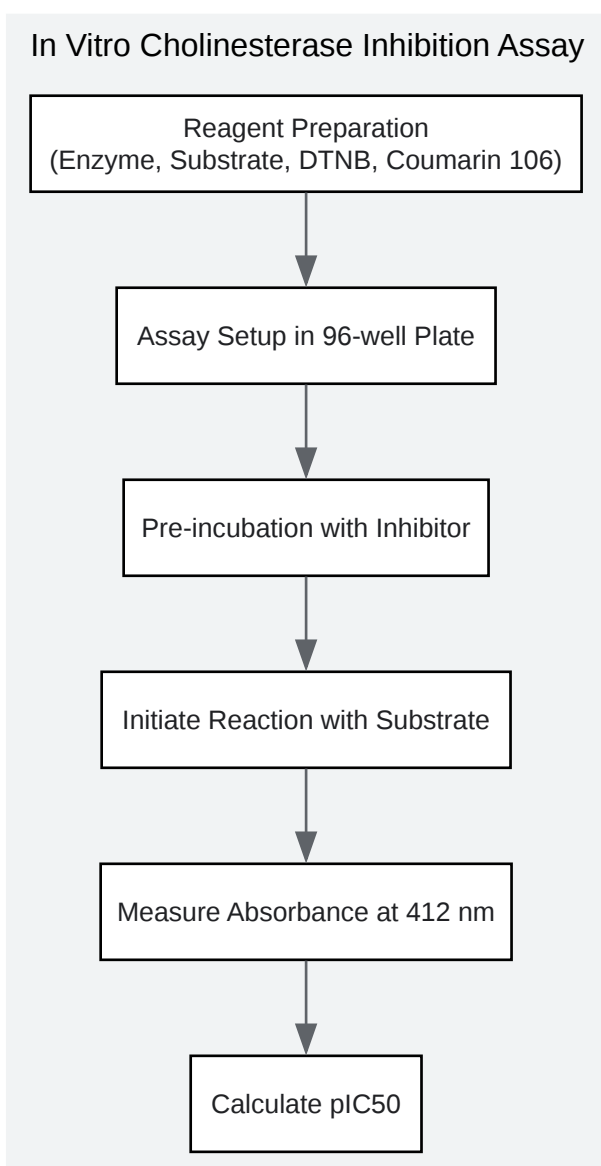 In Vitro Cholinesterase Inhibition Assay
Reagent Preparation
(Enzyme, Substrate, DTNB, Coumarin 106)
Assay Setup in 96-well Plate
Pre-incubation with Inhibitor
Initiate Reaction with Substrate
Measure Absorbance at 412 nm
Calculate pIC50